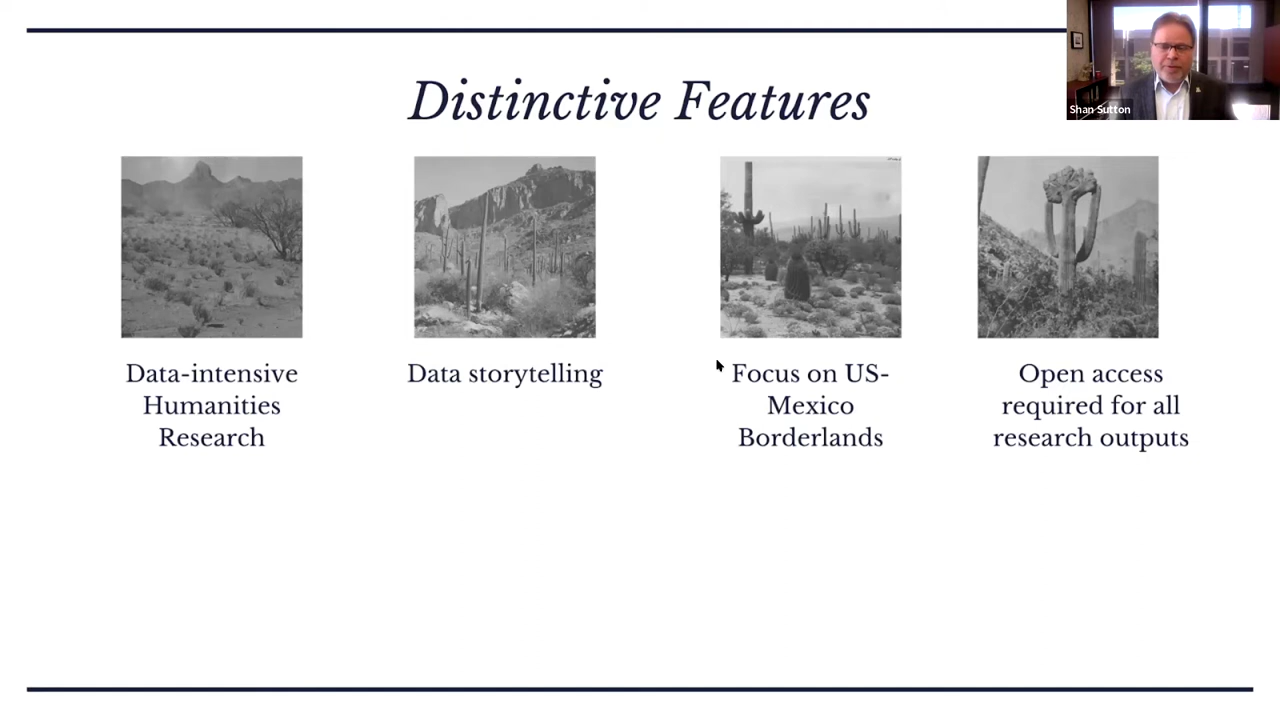 Distinctive Features
Shan Sutton
Data-intensive
Humanities
Research
Data storytelling
Focus on US-
Mexico
Borderlands
Open access
required for all
research outputs